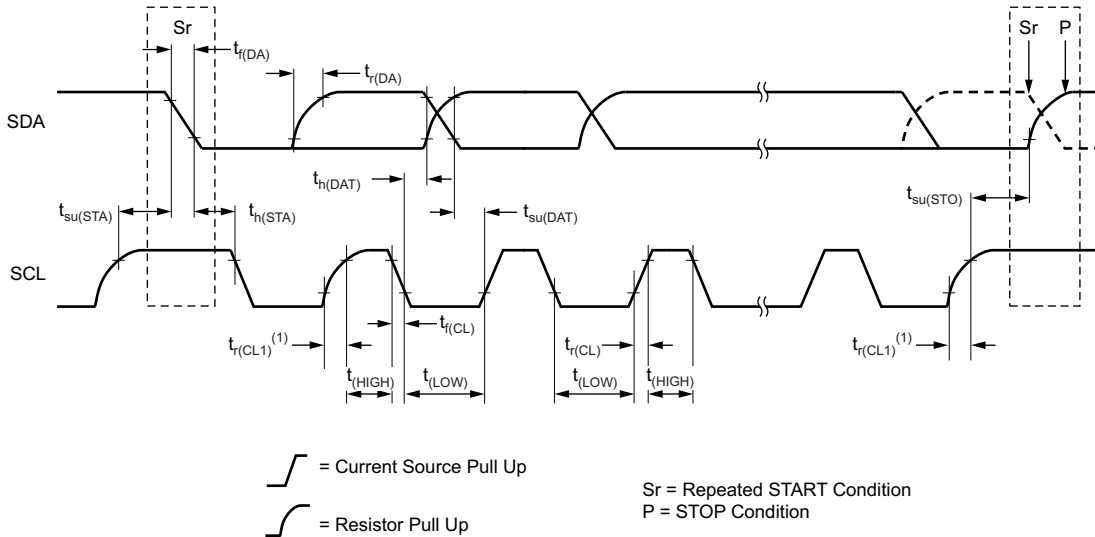 Sr
Sr P
t_f(DA)
t_r(DA)
SDA
t_h(DAT)
t_su(STA)
t_h(STA)
t_su(DAT)
t_su(STO)
SCL
t_f(CL)
t_r(CL1)(1)
t_r(CL)
t_r(CL1)(1)
t_(HIGH)
t_(LOW)
t_(LOW)
t_(HIGH)
= Current Source Pull Up
= Resistor Pull Up
Sr = Repeated START Condition
P = STOP Condition